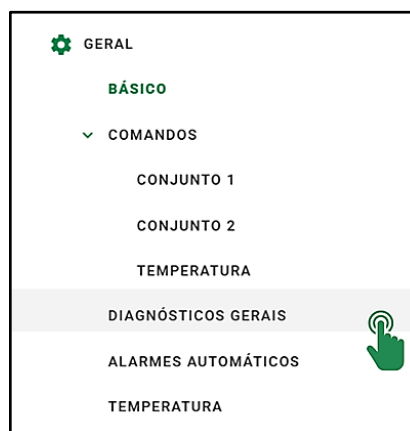 GERAL
BÁSICO
COMANDOS
CONJUNTO 1
CONJUNTO 2
TEMPERATURA
DIAGNÓSTICOS GERAIS
ALARMES AUTOMÁTICOS
TEMPERATURA